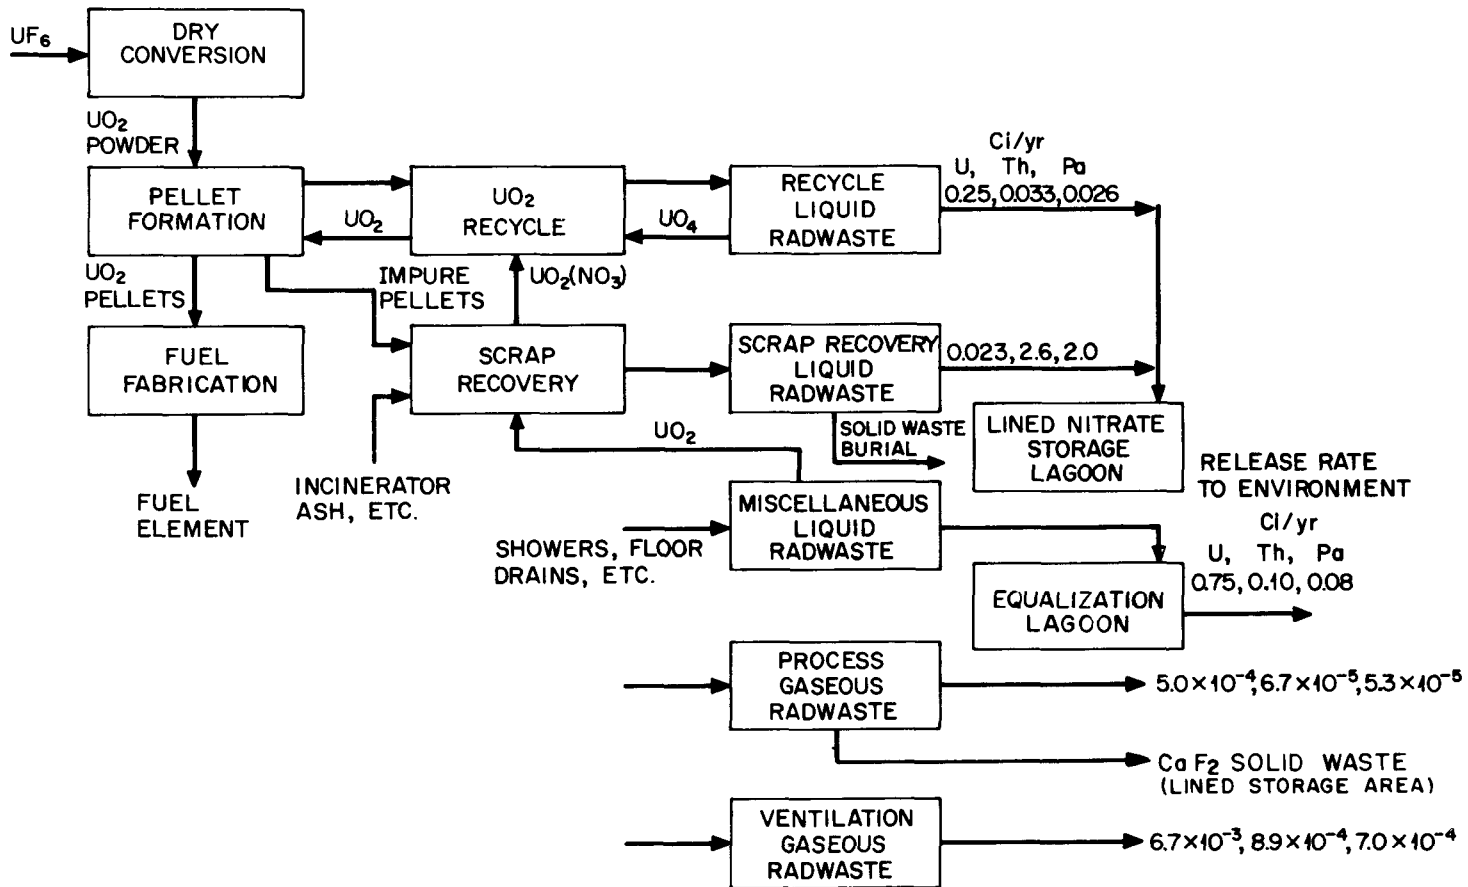 UF₆
DRY
CONVERSION
UO₂
POWDER
PELLET
FORMATION
UO₂
UO₂
RECYCLE
UO₄
RECYCLE
LIQUID
RADWASTE
Ci/yr
U, Th, Pa
0.25, 0.033, 0.026
UO₂
PELLETS
IMPURE
PELLETS
UO₂(NO₃)
FUEL
FABRICATION
SCRAP
RECOVERY
SCRAP RECOVERY
LIQUID
RADWASTE
0.023, 2.6, 2.0
LINED NITRATE
STORAGE
LAGOON
SOLID WASTE
BURIAL
UO₂
FUEL
ELEMENT
INCINERATOR
ASH, ETC.
SHOWERS, FLOOR
DRAINS, ETC.
MISCELLANEOUS
LIQUID
RADWASTE
RELEASE RATE
TO ENVIRONMENT
Ci/yr
U, Th, Pa
0.75, 0.10, 0.08
EQUALIZATION
LAGOON
PROCESS
GASEOUS
RADWASTE
5.0×10⁻⁴, 6.7×10⁻⁵, 5.3×10⁻⁵
CaF₂ SOLID WASTE
(LINED STORAGE AREA)
VENTILATION
GASEOUS
RADWASTE
6.7×10⁻³, 8.9×10⁻⁴, 7.0×10⁻⁴